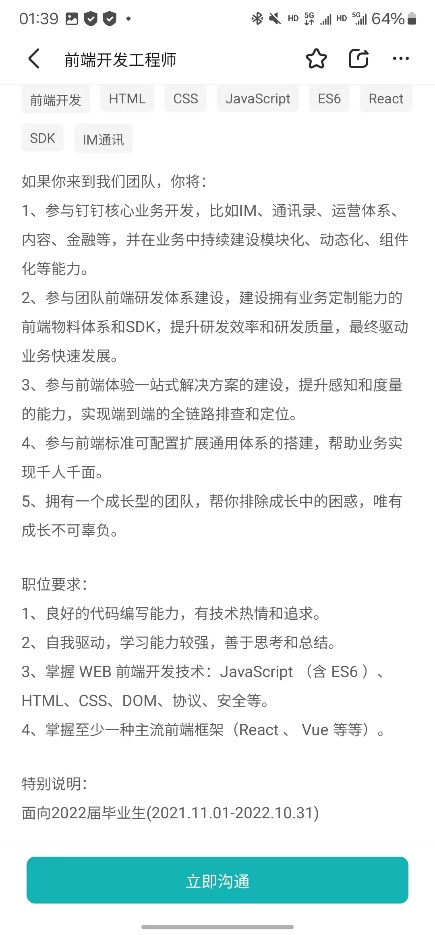 01:39 HD 5G HD 5G 64%
前端开发工程师
前端开发 HTML CSS JavaScript ES6 React
SDK IM通讯
如果你来到我们团队，你将：
1、参与钉钉核心业务开发，比如IM、通讯录、运营体系、
内容、金融等，并在业务中持续建设模块化、动态化、组件
化等能力。
2、参与团队前端研发体系建设，建设拥有业务定制能力的
前端物料体系和SDK，提升研发效率和研发质量，最终驱动
业务快速发展。
3、参与前端体验一站式解决方案的建设，提升感知和度量
的能力，实现端到端的全链路排查和定位。
4、参与前端标准可配置扩展通用体系的搭建，帮助业务实
现千人千面。
5、拥有一个成长型的团队，帮你排除成长中的困惑，唯有
成长不可辜负。
职位要求：
1、良好的代码编写能力，有技术热情和追求。
2、自我驱动，学习能力较强，善于思考和总结。
3、掌握 WEB 前端开发技术：JavaScript （含 ES6 ）、
HTML、CSS、DOM、协议、安全等。
4、掌握至少一种主流前端框架（React 、 Vue 等等）。
特别说明：
面向2022届毕业生(2021.11.01-2022.10.31)
立即沟通